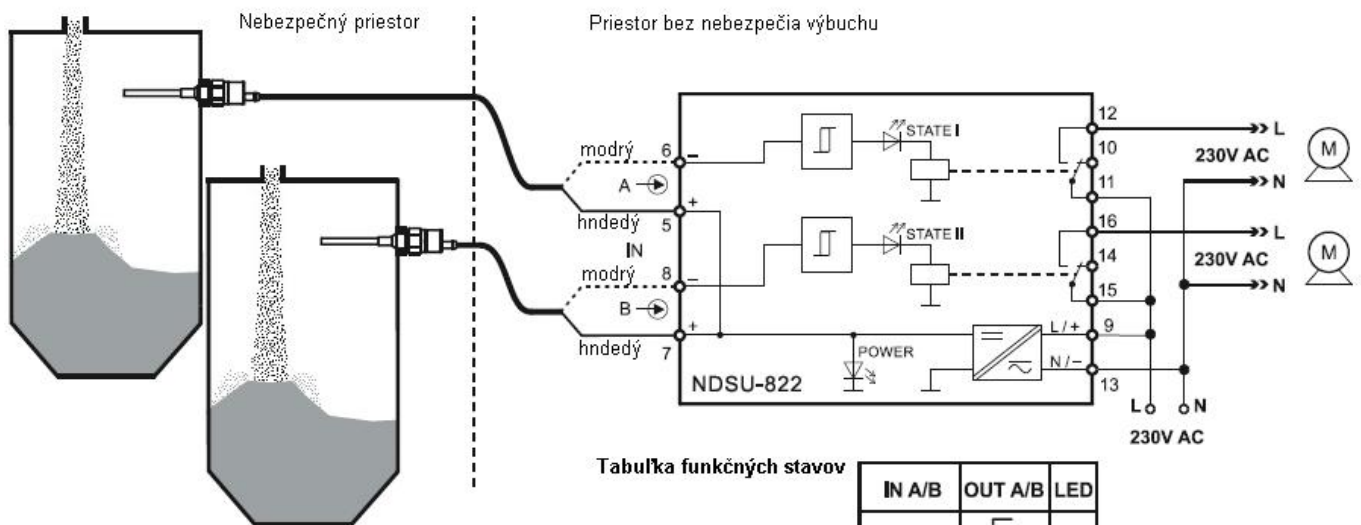 Nebezpečný priestor
Priestor bez nebezpečia výbuchu
12
L
STATE I
10
230V AC
M
modrý
6
−
A
11
N
hndedý
5
+
16
L
IN
STATE II
14
230V AC
M
modrý
8
−
B
15
N
hndedý
7
+
L / +
9
POWER
N / −
13
NDSU-822
L
N
230V AC
Tabuľka funkčných stavov
IN A/B
OUT A/B
LED